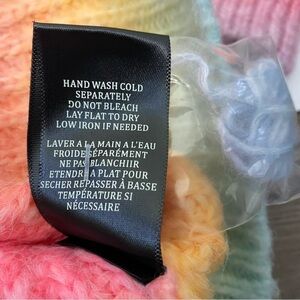 HAND WASH COLD
SEPARATELY
DO NOT BLEACH
LAY FLAT TO DRY
LOW IRON IF NEEDED
LAVER A LA MAIN A L'EAU
FROIDE SÉPARÉMENT
NE PAS BLANCHIIR
ETENDRE A PLAT POUR
SECHER REPASSER À BASSE
TEMPÉRATURE SI
NÉCESSAIRE